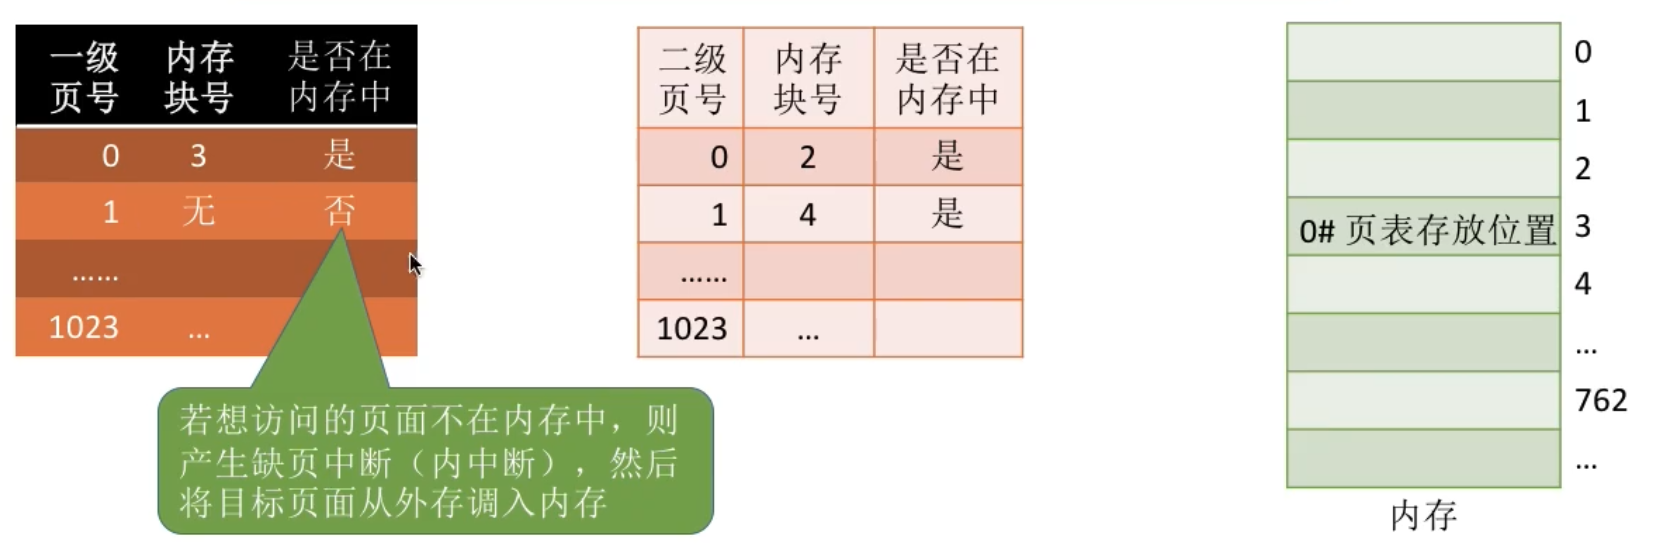 一级页号 内存块号 是否在内存中
0 3 是
1 无 否
……
1023 ...
若想访问的页面不在内存中，则
产生缺页中断（内中断），然后
将目标页面从外存调入内存
二级页号 内存块号 是否在内存中
0 2 是
1 4 是
……
1023 ...
0
1
2
0# 页表存放位置 3
4
...
762
...
内存